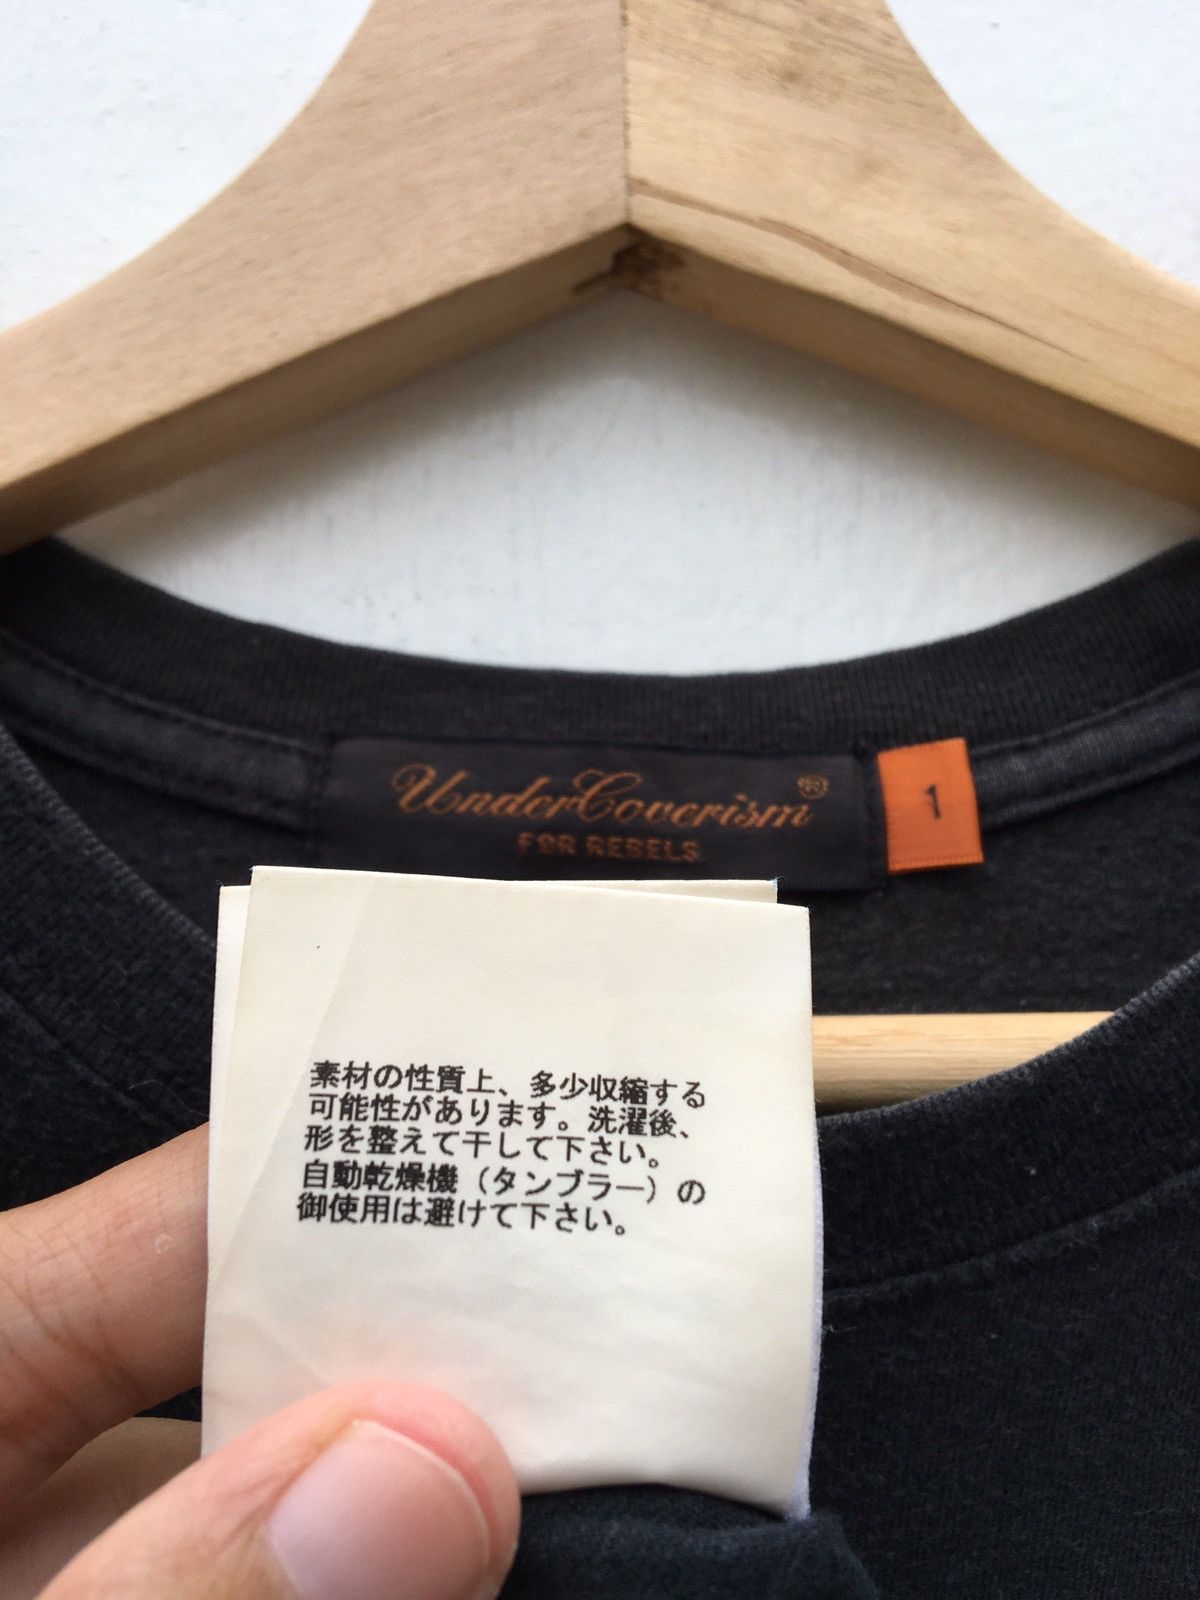 UnderCoverism®
FOR REBELS
1
素材の性質上、多少収縮する
可能性があります。洗濯後、
形を整えて干して下さい。
自動乾燥機（タンブラー）の
御使用は避けて下さい。